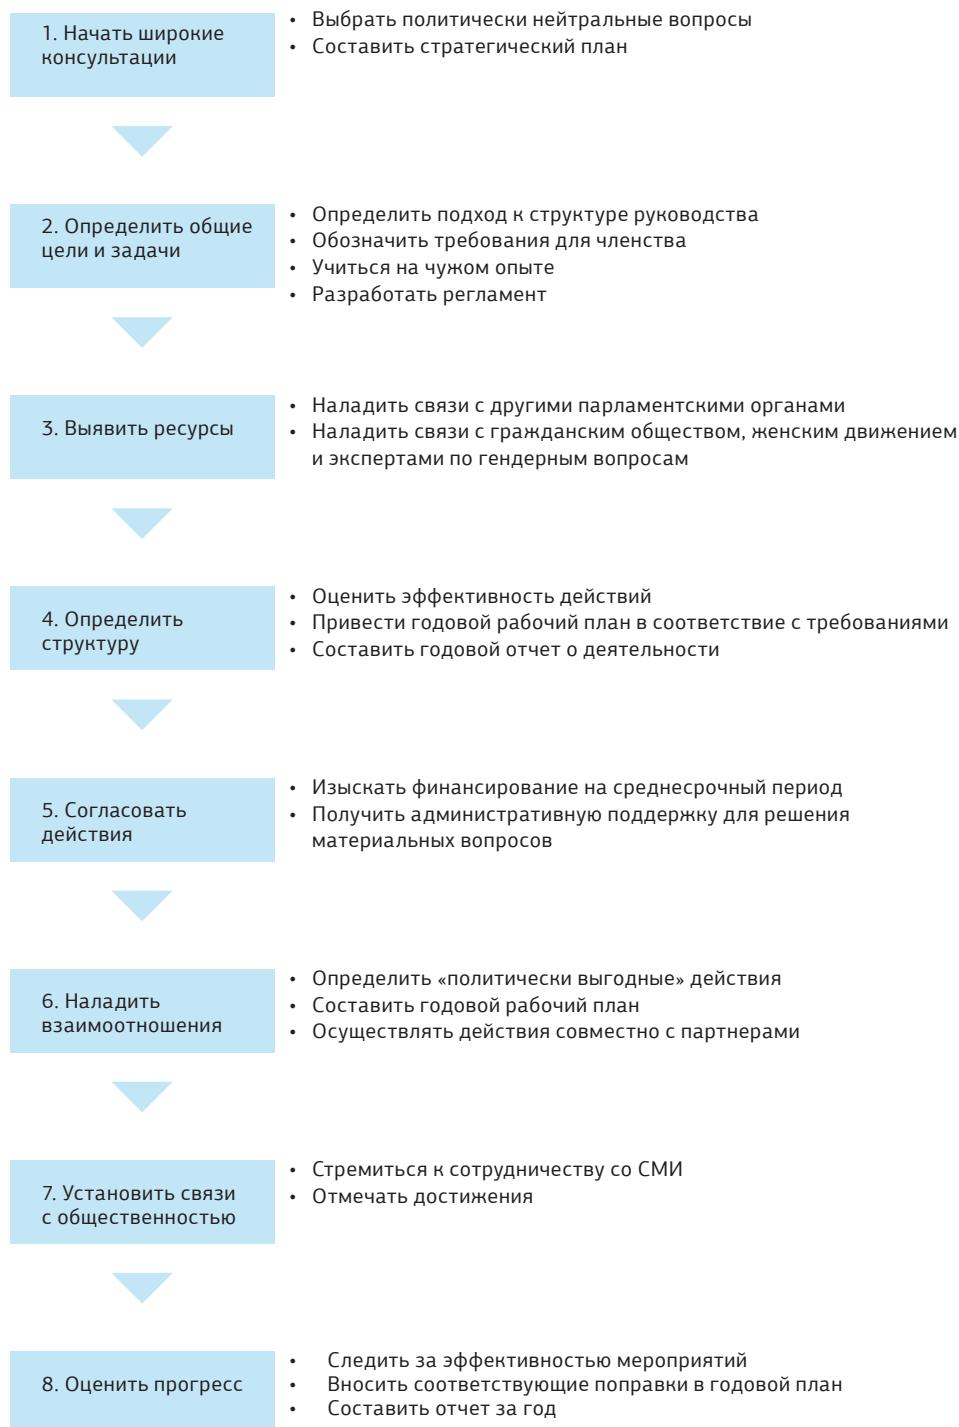 1. Начать широкие
консультации
• Выбрать политически нейтральные вопросы
• Составить стратегический план
2. Определить общие
цели и задачи
• Определить подход к структуре руководства
• Обозначить требования для членства
• Учиться на чужом опыте
• Разработать регламент
3. Выявить ресурсы
• Наладить связи с другими парламентскими органами
• Наладить связи с гражданским обществом, женским движением
и экспертами по гендерным вопросам
4. Определить
структуру
• Оценить эффективность действий
• Привести годовой рабочий план в соответствие с требованиями
• Составить годовой отчет о деятельности
5. Согласовать
действия
• Изыскать финансирование на среднесрочный период
• Получить административную поддержку для решения
материальных вопросов
6. Наладить
взаимоотношения
• Определить «политически выгодные» действия
• Составить годовой рабочий план
• Осуществлять действия совместно с партнерами
7. Установить связи
с общественностью
• Стремиться к сотрудничеству со СМИ
• Отмечать достижения
8. Оценить прогресс
• Следить за эффективностью мероприятий
• Вносить соответствующие поправки в годовой план
• Составить отчет за год